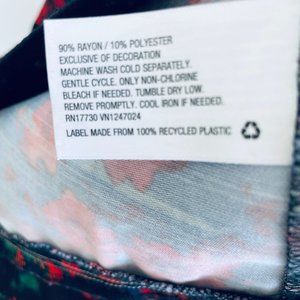 90% RAYON / 10% POLYESTER
EXCLUSIVE OF DECORATION
MACHINE WASH COLD SEPARATELY.
GENTLE CYCLE. ONLY NON-CHLORINE
BLEACH IF NEEDED. TUMBLE DRY LOW.
REMOVE PROMPTLY. COOL IRON IF NEEDED.
RN17730 VN1247024
LABEL MADE FROM 100% RECYCLED PLASTIC